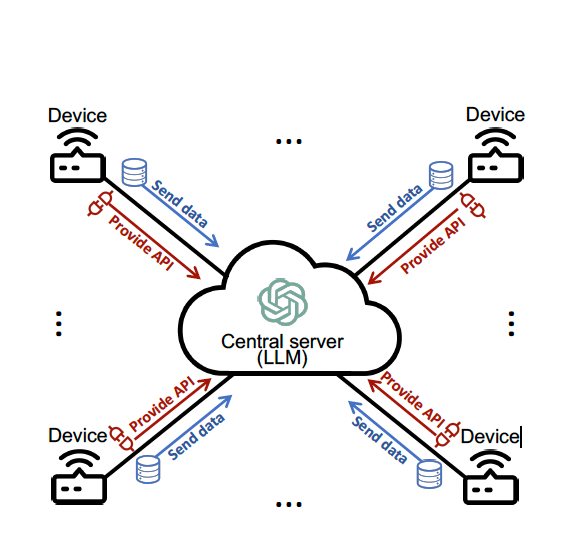 Device
Device
...
Send data
Send data
Provide API
Provide API
Central server
(LLM)
Provide API
Provide API
Device
Device
Send data
Send data
...